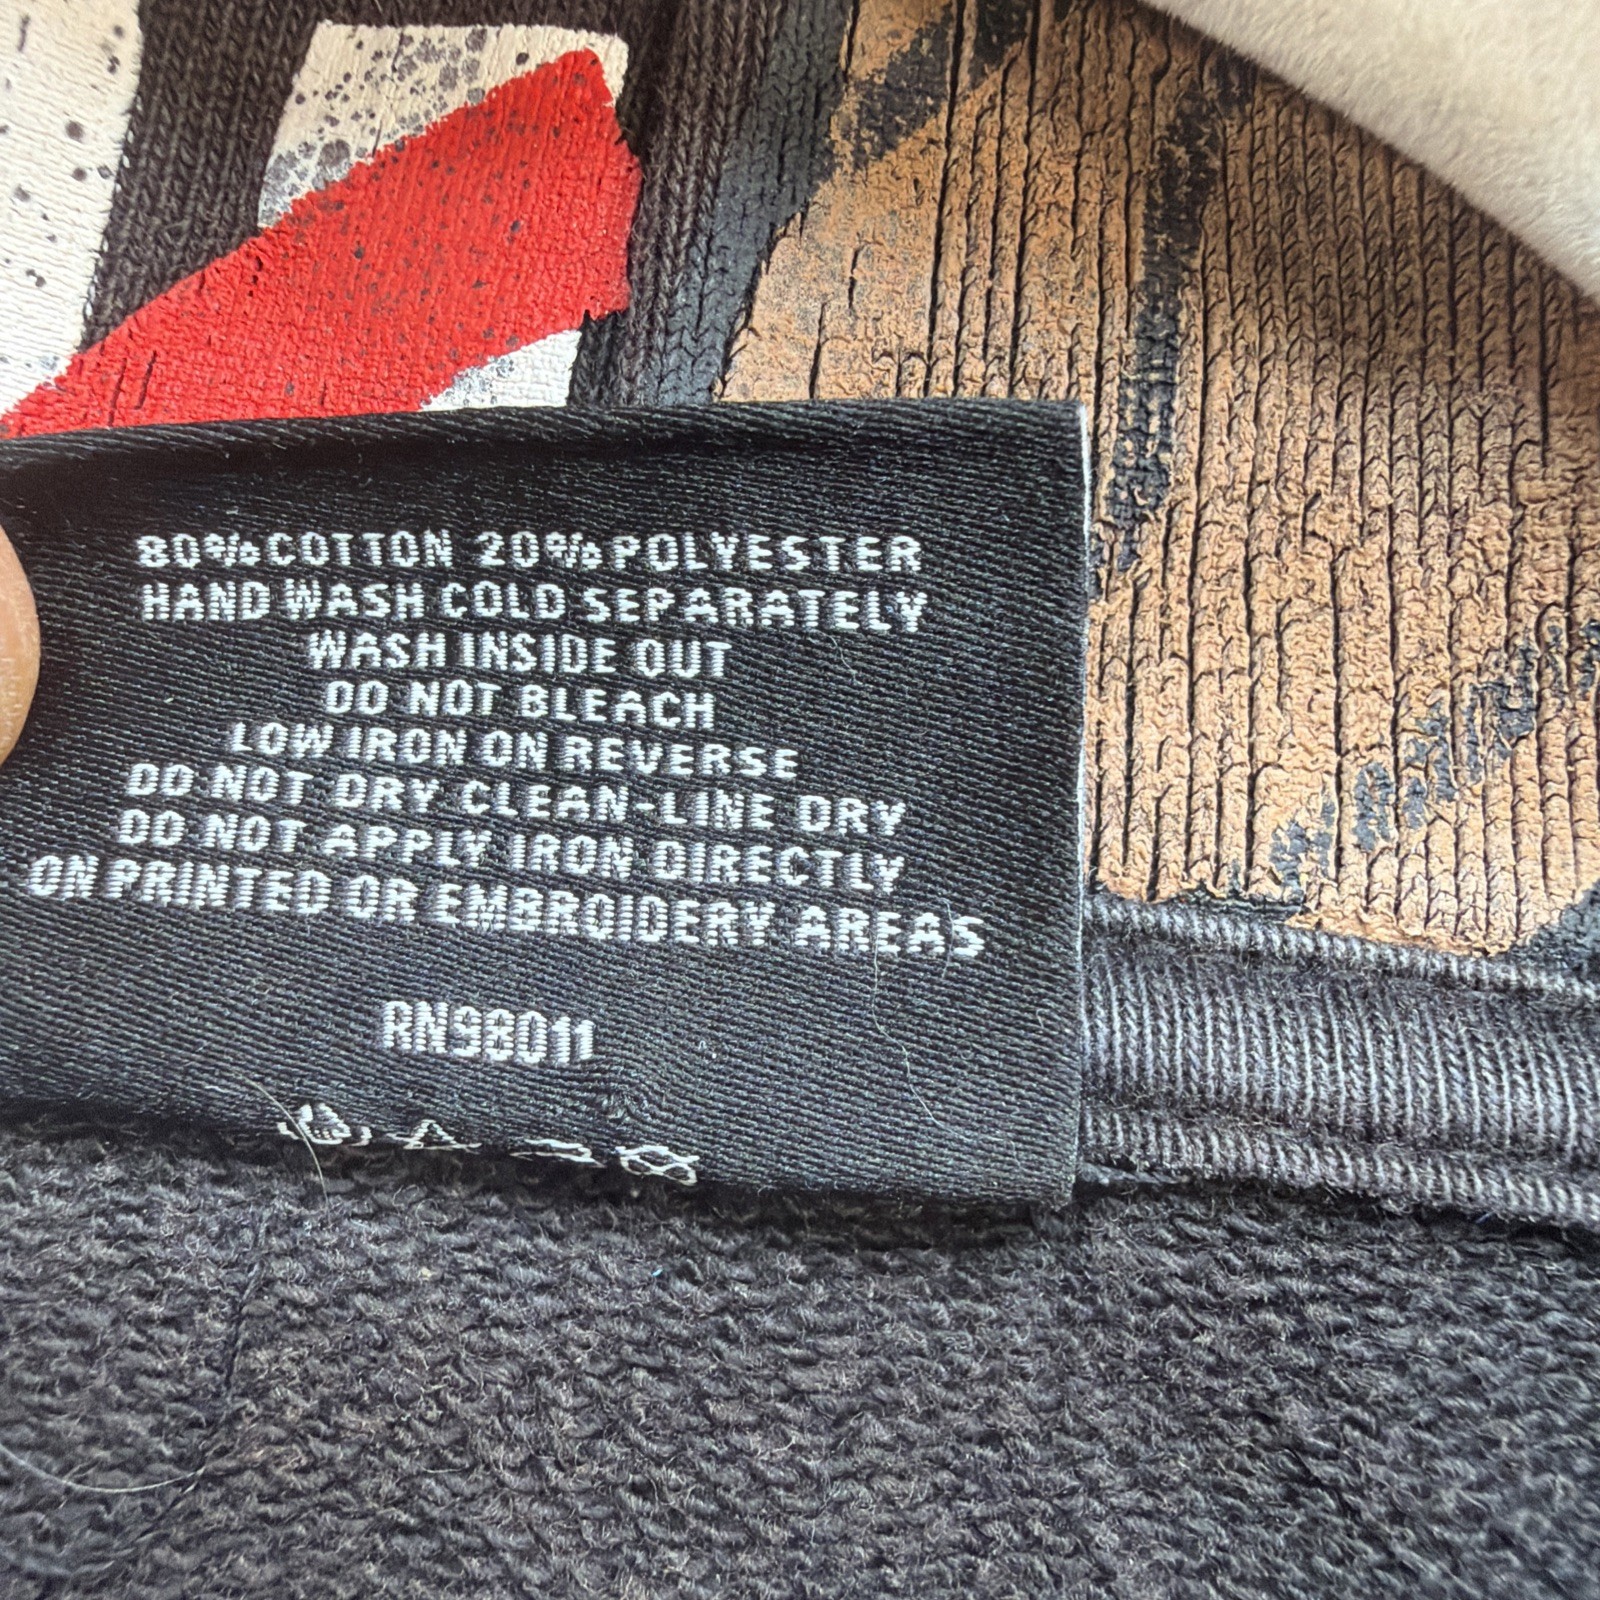 80% COTTON 20% POLYESTER
HAND WASH COLD SEPARATELY
WASH INSIDE OUT
DO NOT BLEACH
LOW IRON ON REVERSE
DO NOT DRY CLEAN-LINE DRY
DO NOT APPLY IRON DIRECTLY
ON PRINTED OR EMBROIDERY AREAS
RN98011